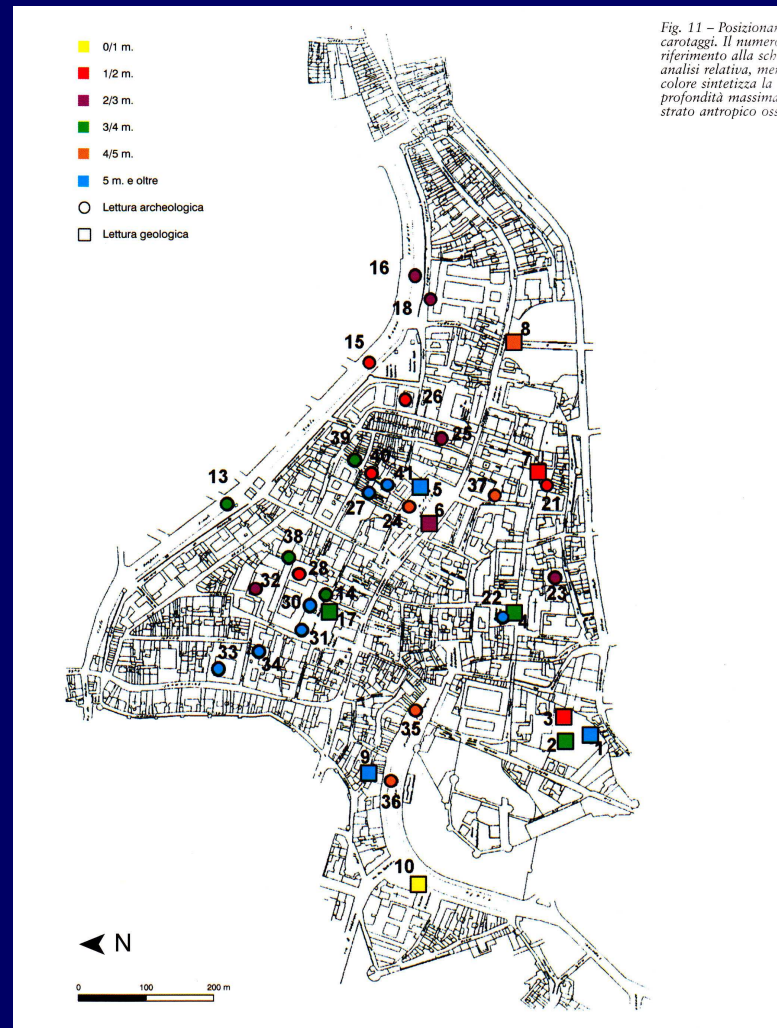 Fig. 11 – Posizionar
carotaggi. Il numero
riferimento alla sch
analisi relativa, men
colore sintetizza la
profondità massima
strato antropico oss
0/1 m.
1/2 m.
2/3 m.
3/4 m.
4/5 m.
5 m. e oltre
Lettura archeologica
Lettura geologica
16
18
8
15
26
25
39
40
7
41
5
37
13
27
24
6
21
38
28
32
14
23
30
17
22
4
31
33
34
3
35
2
1
9
36
10
N
0 100 200 m